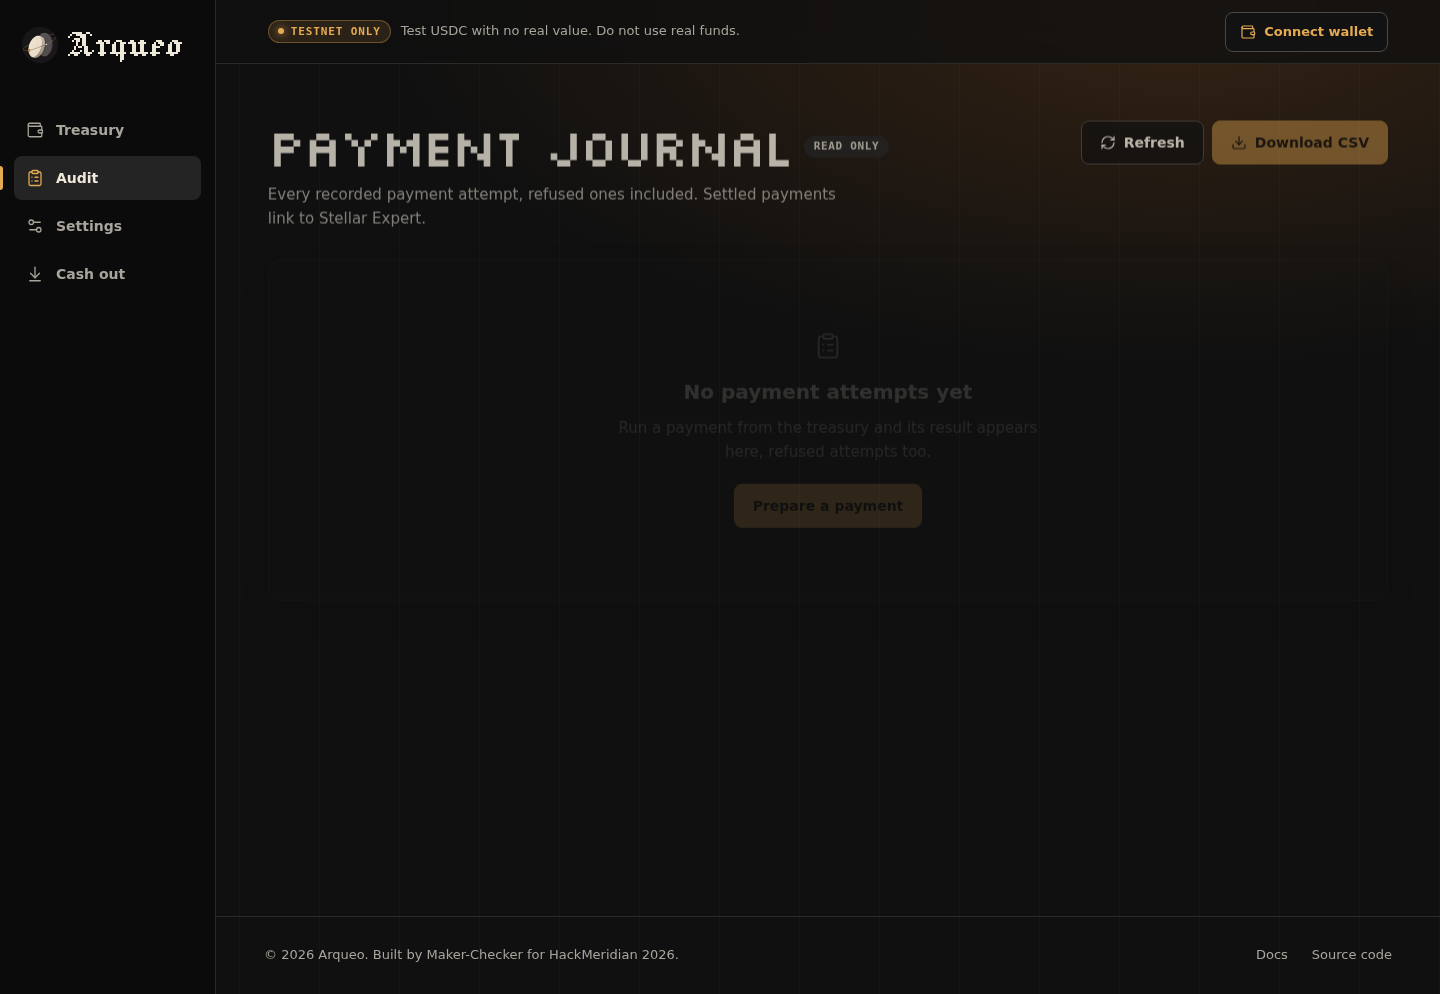 Arqueo
Treasury
Audit
Settings
Cash out
TESTNET ONLY
Test USDC with no real value. Do not use real funds.
Connect wallet
PAYMENT JOURNAL
READ ONLY
Every recorded payment attempt, refused ones included. Settled payments
link to Stellar Expert.
Refresh
Download CSV
No payment attempts yet
Run a payment from the treasury and its result appears
here, refused attempts too.
Prepare a payment
© 2026 Arqueo. Built by Maker-Checker for HackMeridian 2026.
Docs
Source code